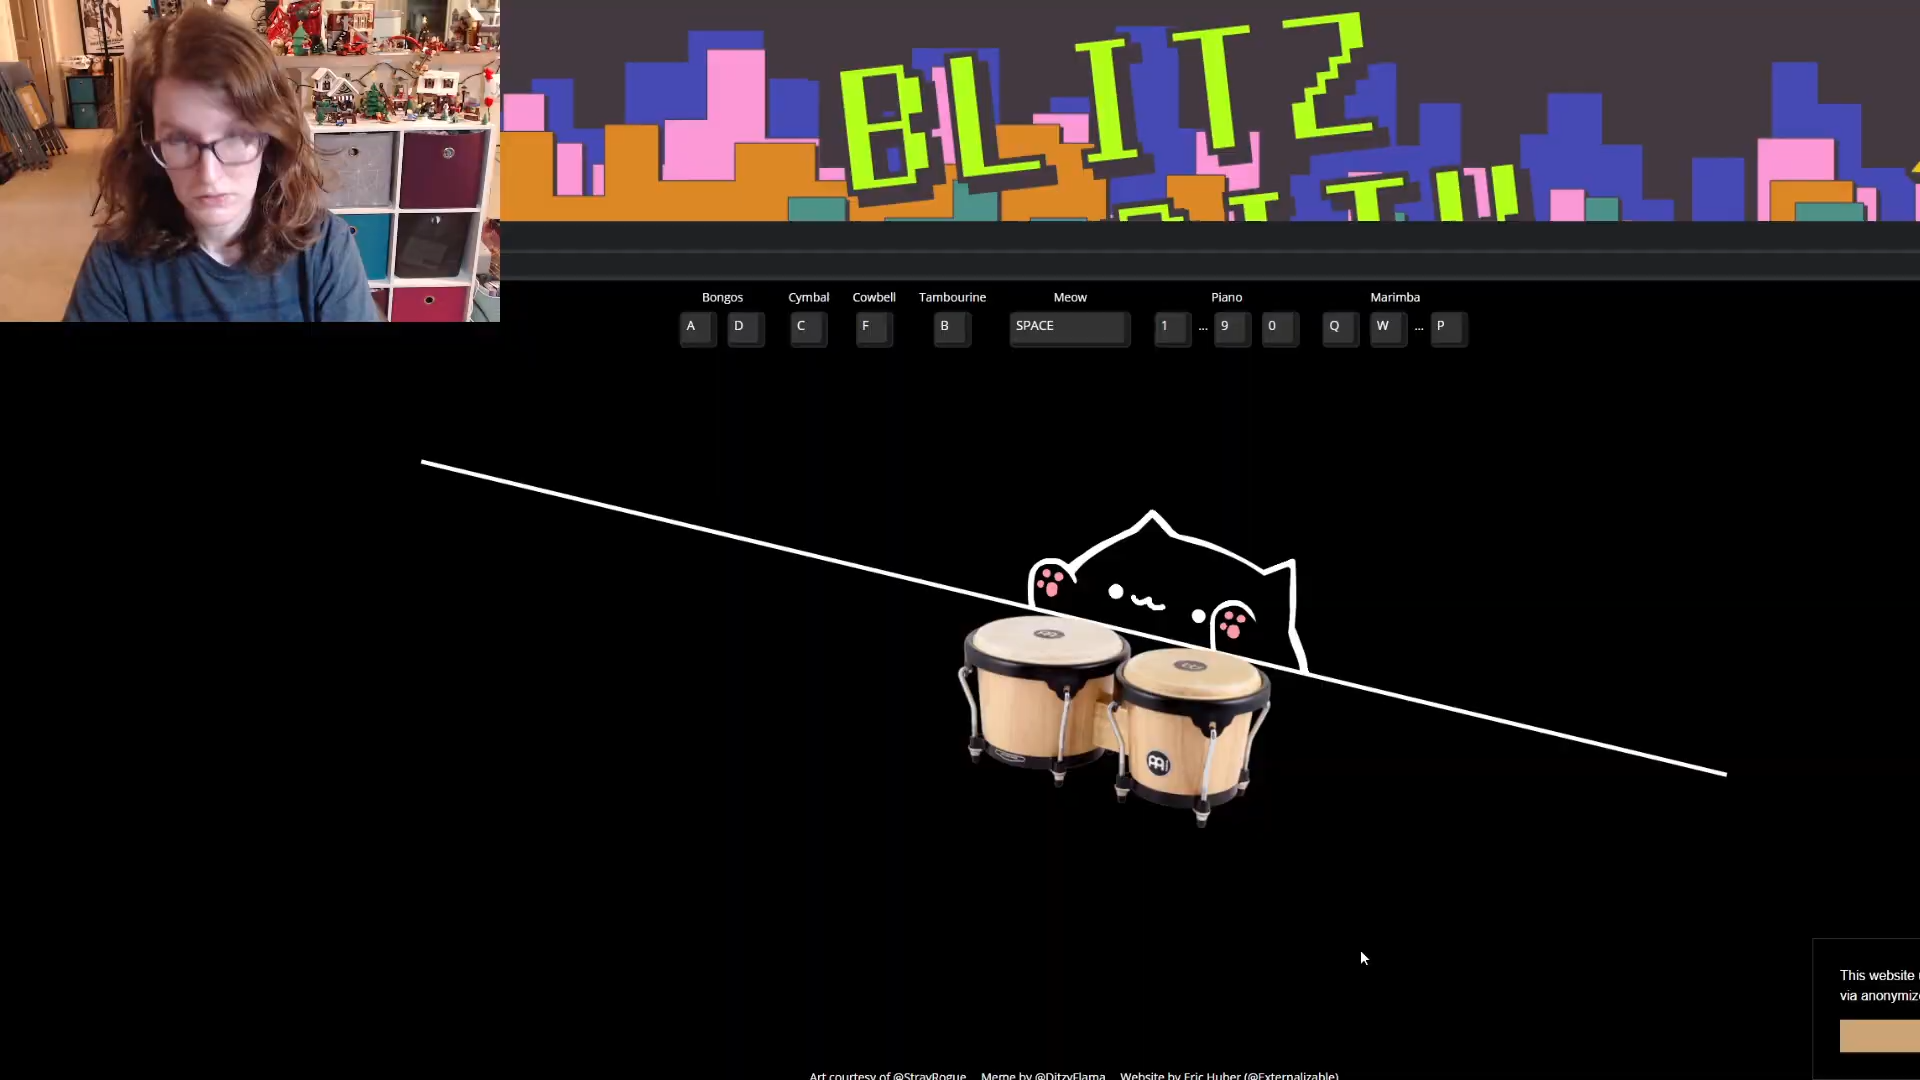 BLITZ
Bongos Cymbal Cowbell Tambourine Meow Piano Marimba
A D C F B SPACE 1 ... 9 0 Q W ... P
This website
via anonymiz
Art courtesy of @StrayRogue Meme by @DitzyFlama Website by Eric Huber (@Externalizable)